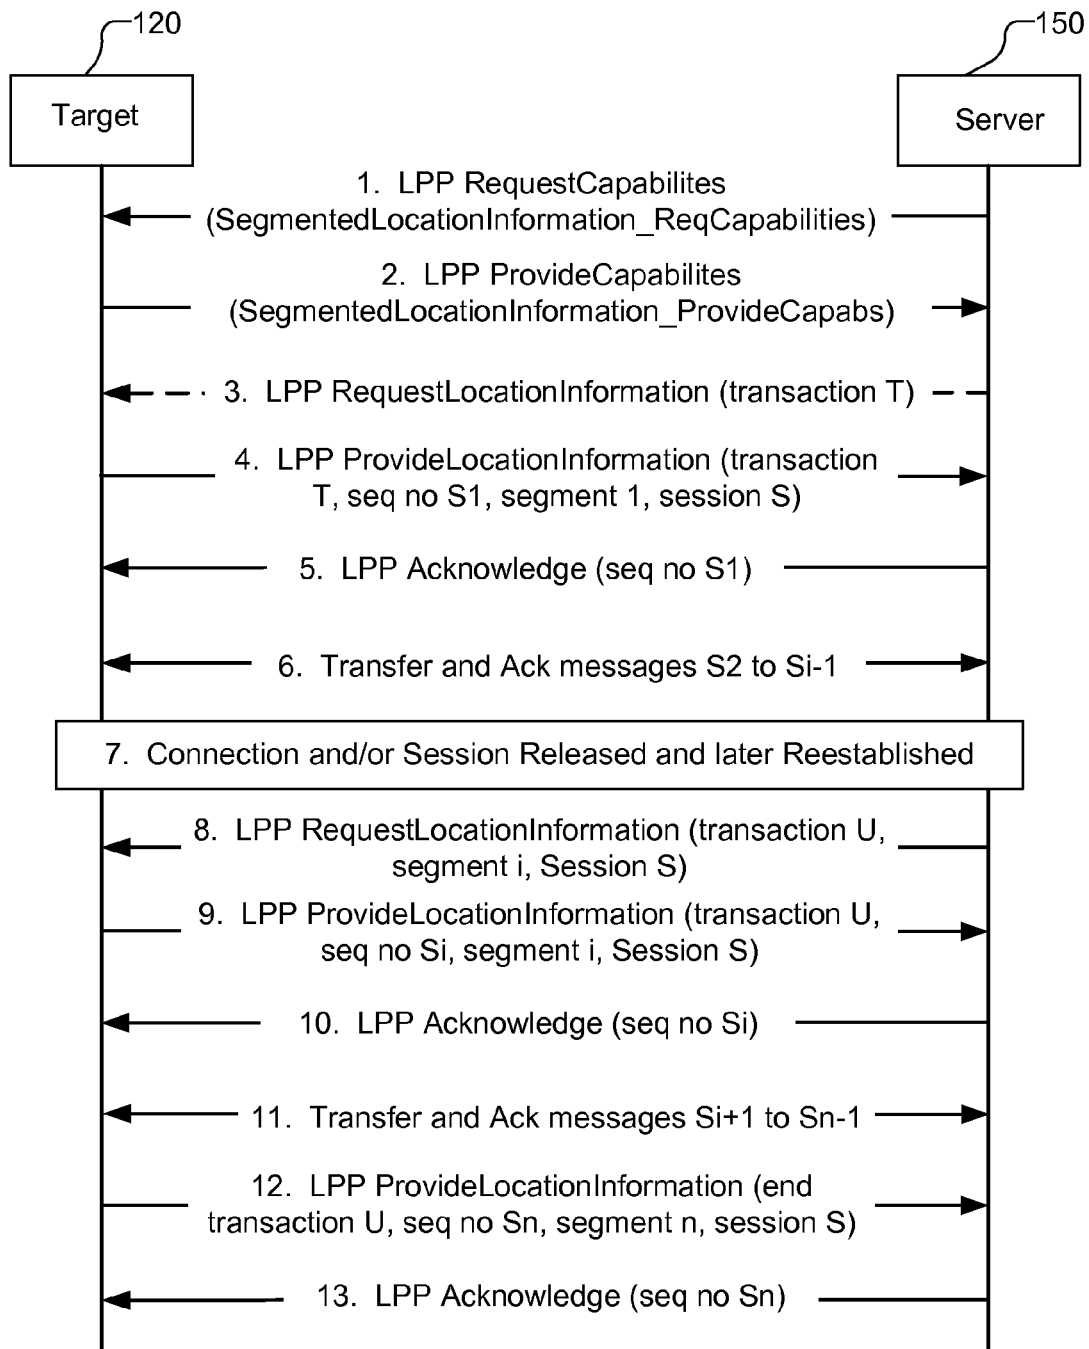 120
150
Target
Server
1. LPP RequestCapabilites
(SegmentedLocationInformation_ReqCapabilities)
2. LPP ProvideCapabilites
(SegmentedLocationInformation_ProvideCapabs)
3. LPP RequestLocationInformation (transaction T)
4. LPP ProvideLocationInformation (transaction
T, seq no S1, segment 1, session S)
5. LPP Acknowledge (seq no S1)
6. Transfer and Ack messages S2 to Si-1
7. Connection and/or Session Released and later Reestablished
8. LPP RequestLocationInformation (transaction U,
segment i, Session S)
9. LPP ProvideLocationInformation (transaction U,
seq no Si, segment i, Session S)
10. LPP Acknowledge (seq no Si)
11. Transfer and Ack messages Si+1 to Sn-1
12. LPP ProvideLocationInformation (end
transaction U, seq no Sn, segment n, session S)
13. LPP Acknowledge (seq no Sn)